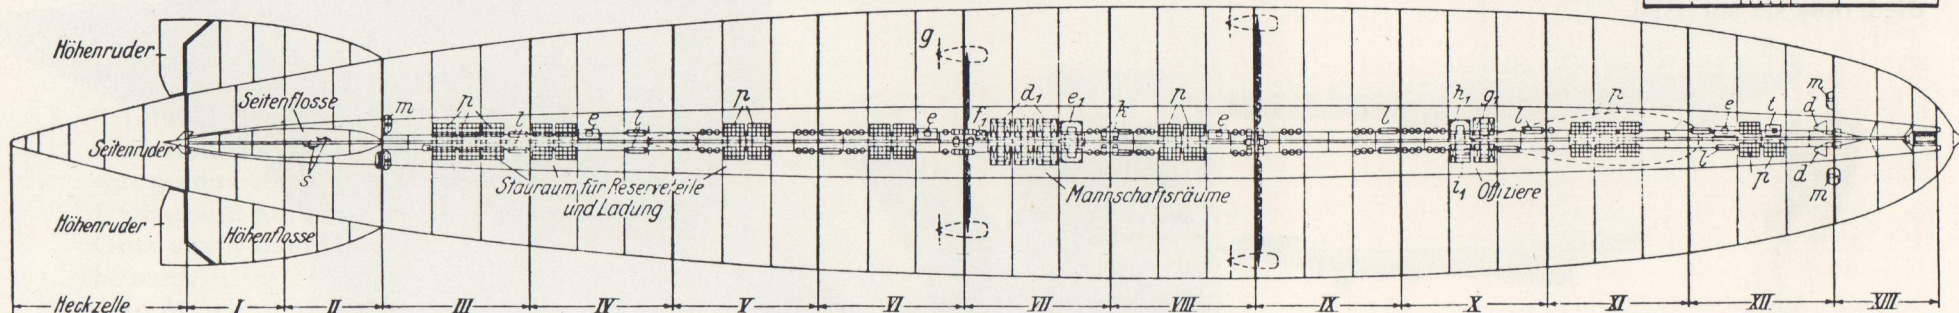 Höhenruder
Seitenflosse
Seitenruder
s
Höhenruder
Höhenflosse
m
p
l
e
l
Stauraum für Reserveteile
und Ladung
p
e
g
f₁
d₁
e₁
k
p
e
Mannschaftsräume
l
h₁
g₁
l
i₁
Offiziere
p
l
e
t
d
m
p
d
m
Heckzelle
I
II
III
IV
V
VI
VII
VIII
IX
X
XI
XII
XIII